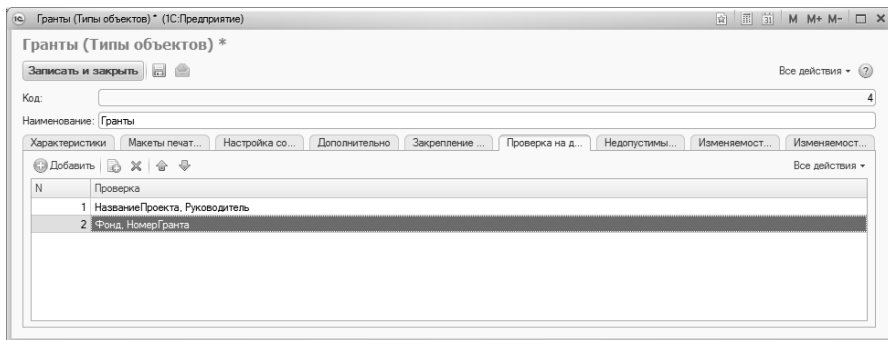 Гранты (Типы объектов) * (1С:Предприятие)
M M+ M-
Гранты (Типы объектов) *
Записать и закрыть
Все действия
Код: 4
Наименование: Гранты
Характеристики Макеты печат... Настройка со... Дополнительно Закрепление ... Проверка на д... Недопустимы... Изменяемост... Изменяемост...
Добавить
Все действия
N Проверка
1 НазваниеПроекта, Руководитель
2 Фонд, НомерГранта